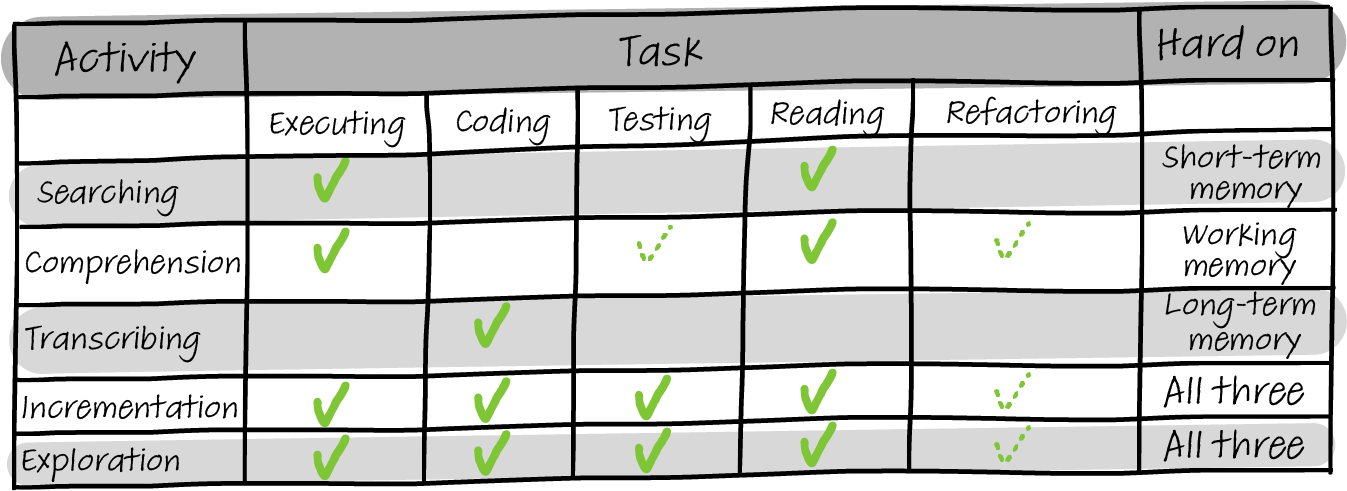 Activity Task Hard on
Executing Coding Testing Reading Refactoring
Searching ✓ ✓ Short-term
memory
Comprehension ✓ ✓ ✓ ✓ Working
memory
Transcribing ✓ Long-term
memory
Incrementation ✓ ✓ ✓ ✓ ✓ All three
Exploration ✓ ✓ ✓ ✓ ✓ All three